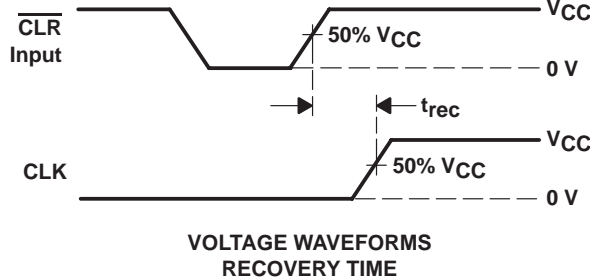 CLR
Input
50% VCC
VCC
0 V
trec
CLK
50% VCC
VCC
0 V
VOLTAGE WAVEFORMS
RECOVERY TIME